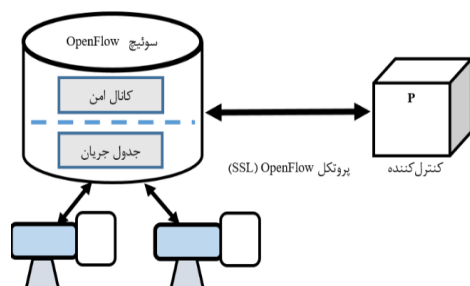 سوئیچ OpenFlow
کانال امن
جدول جریان
P
پروتکل OpenFlow (SSL)
کنترل‌کننده